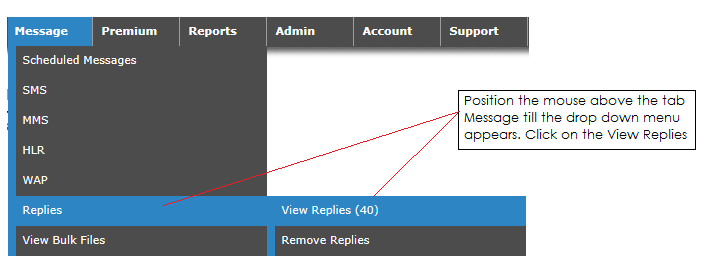 Message Premium Reports Admin Account Support
Scheduled Messages
SMS
MMS
HLR
WAP
Replies
View Bulk Files
View Replies (40)
Remove Replies
Position the mouse above the tab
Message till the drop down menu
appears. Click on the View Replies